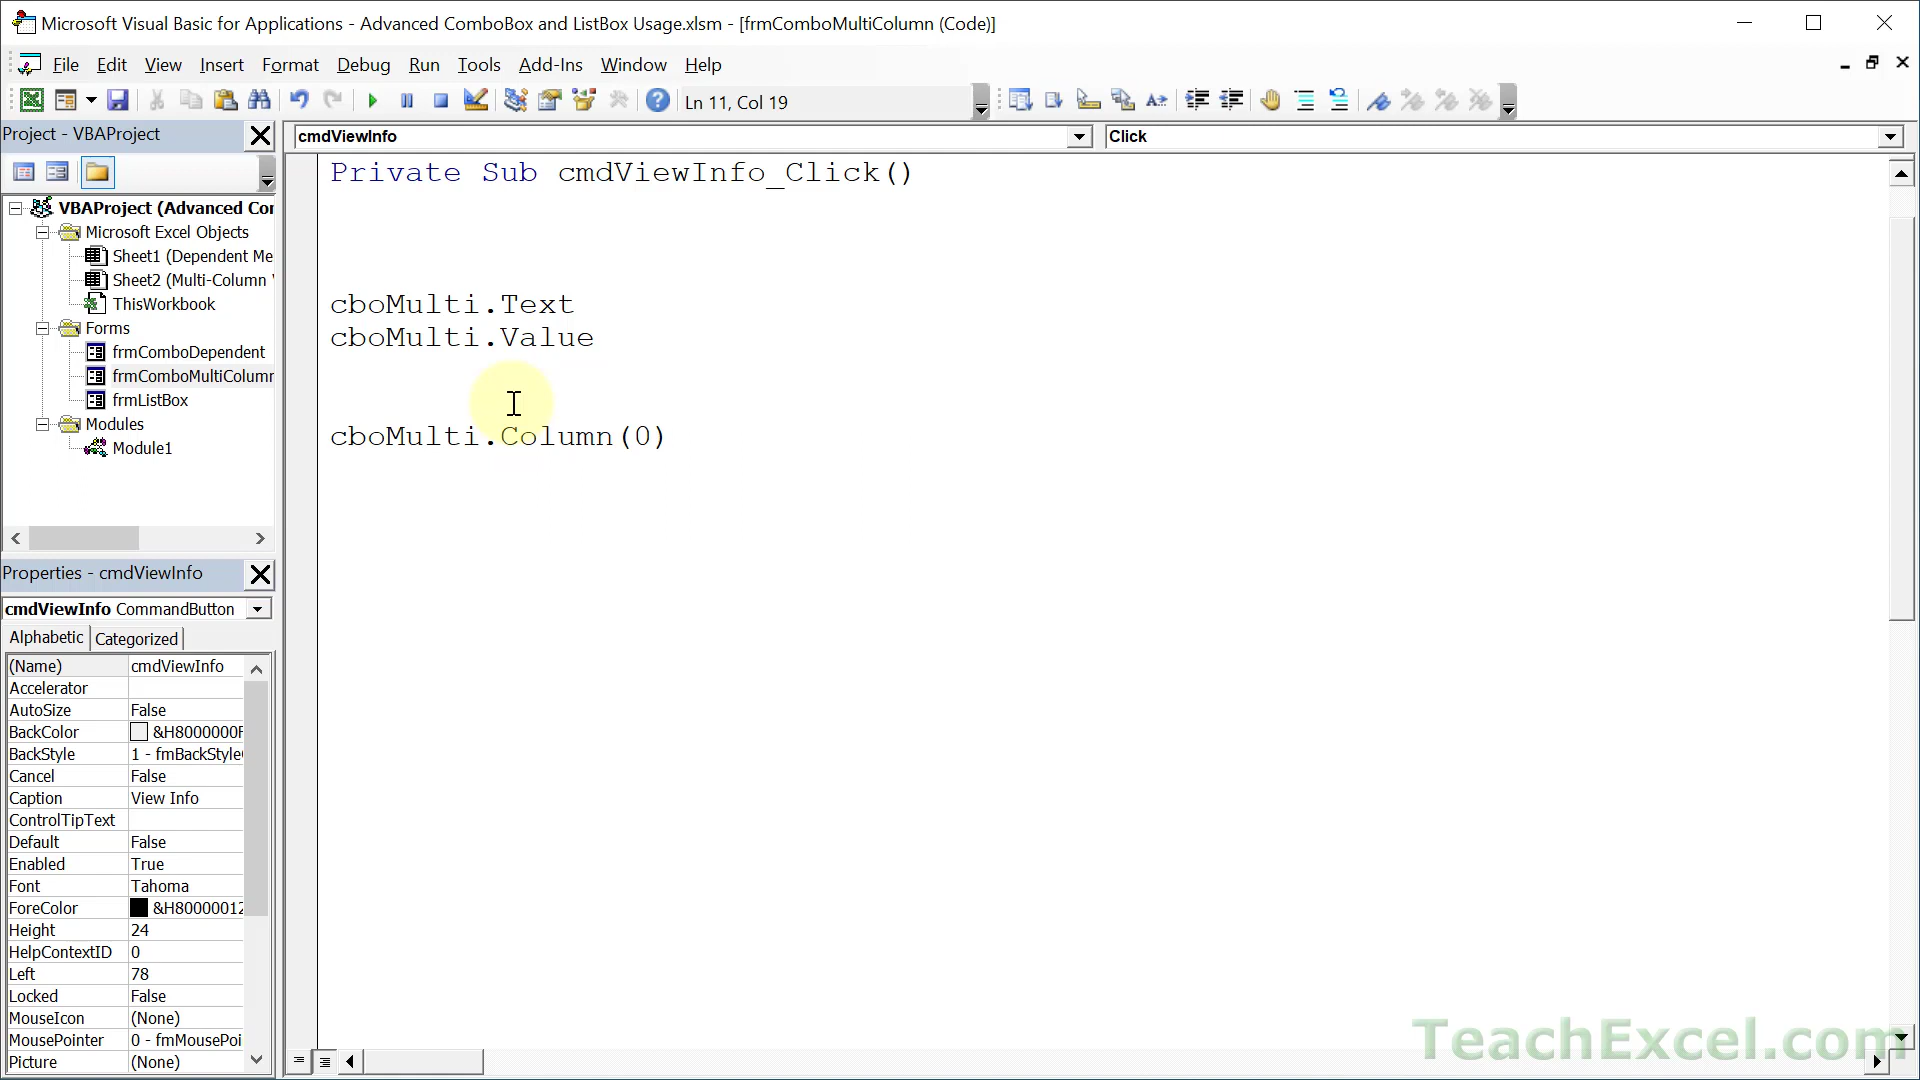 Microsoft Visual Basic for Applications - Advanced ComboBox and ListBox Usage.xlsm - [frmComboMultiColumn (Code)]
File Edit View Insert Format Debug Run Tools Add-Ins Window Help
Ln 11, Col 19
Project - VBAProject
cmdViewInfo
Click
VBAProject (Advanced Cor
Microsoft Excel Objects
Sheet1 (Dependent Me
Sheet2 (Multi-Column
ThisWorkbook
Forms
frmComboDependent
frmComboMultiColumn
frmListBox
Modules
Module1
Private Sub cmdViewInfo_Click()
cboMulti.Text
cboMulti.Value
cboMulti.Column(0)
Properties - cmdViewInfo
cmdViewInfo CommandButton
Alphabetic Categorized
(Name) cmdViewInfo
Accelerator
AutoSize False
BackColor &H8000000F
BackStyle 1 - fmBackStyle
Cancel False
Caption View Info
ControlTipText
Default False
Enabled True
Font Tahoma
ForeColor &H80000012
Height 24
HelpContextID 0
Left 78
Locked False
MouseIcon (None)
MousePointer 0 - fmMousePoi
Picture (None)
TeachExcel.com